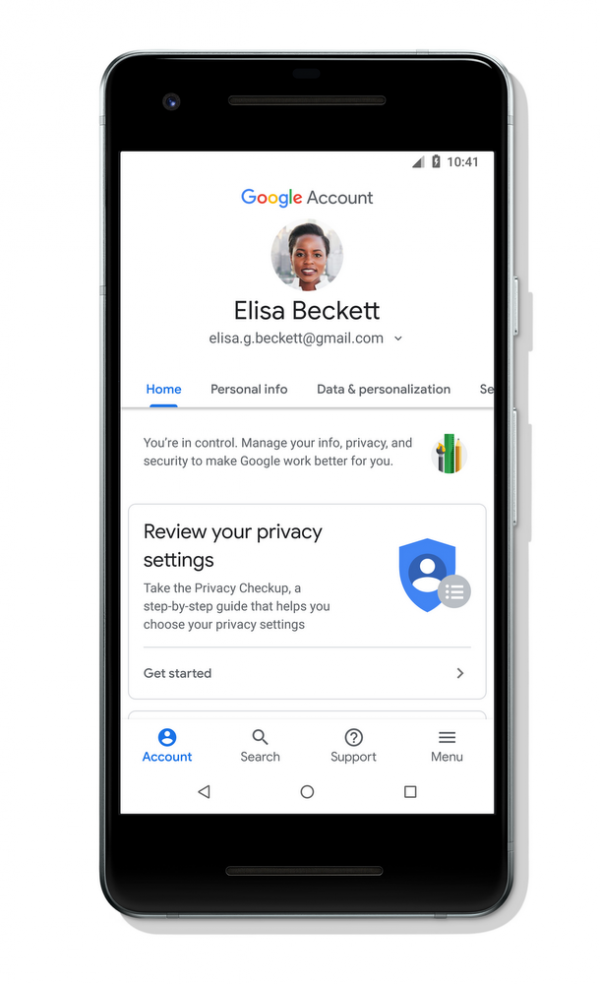 10:41
Google Account
Elisa Beckett
elisa.g.beckett@gmail.com
Home Personal info Data & personalization Se
You're in control. Manage your info, privacy, and
security to make Google work better for you.
Review your privacy
settings
Take the Privacy Checkup, a
step-by-step guide that helps you
choose your privacy settings
Get started
Account Search Support Menu